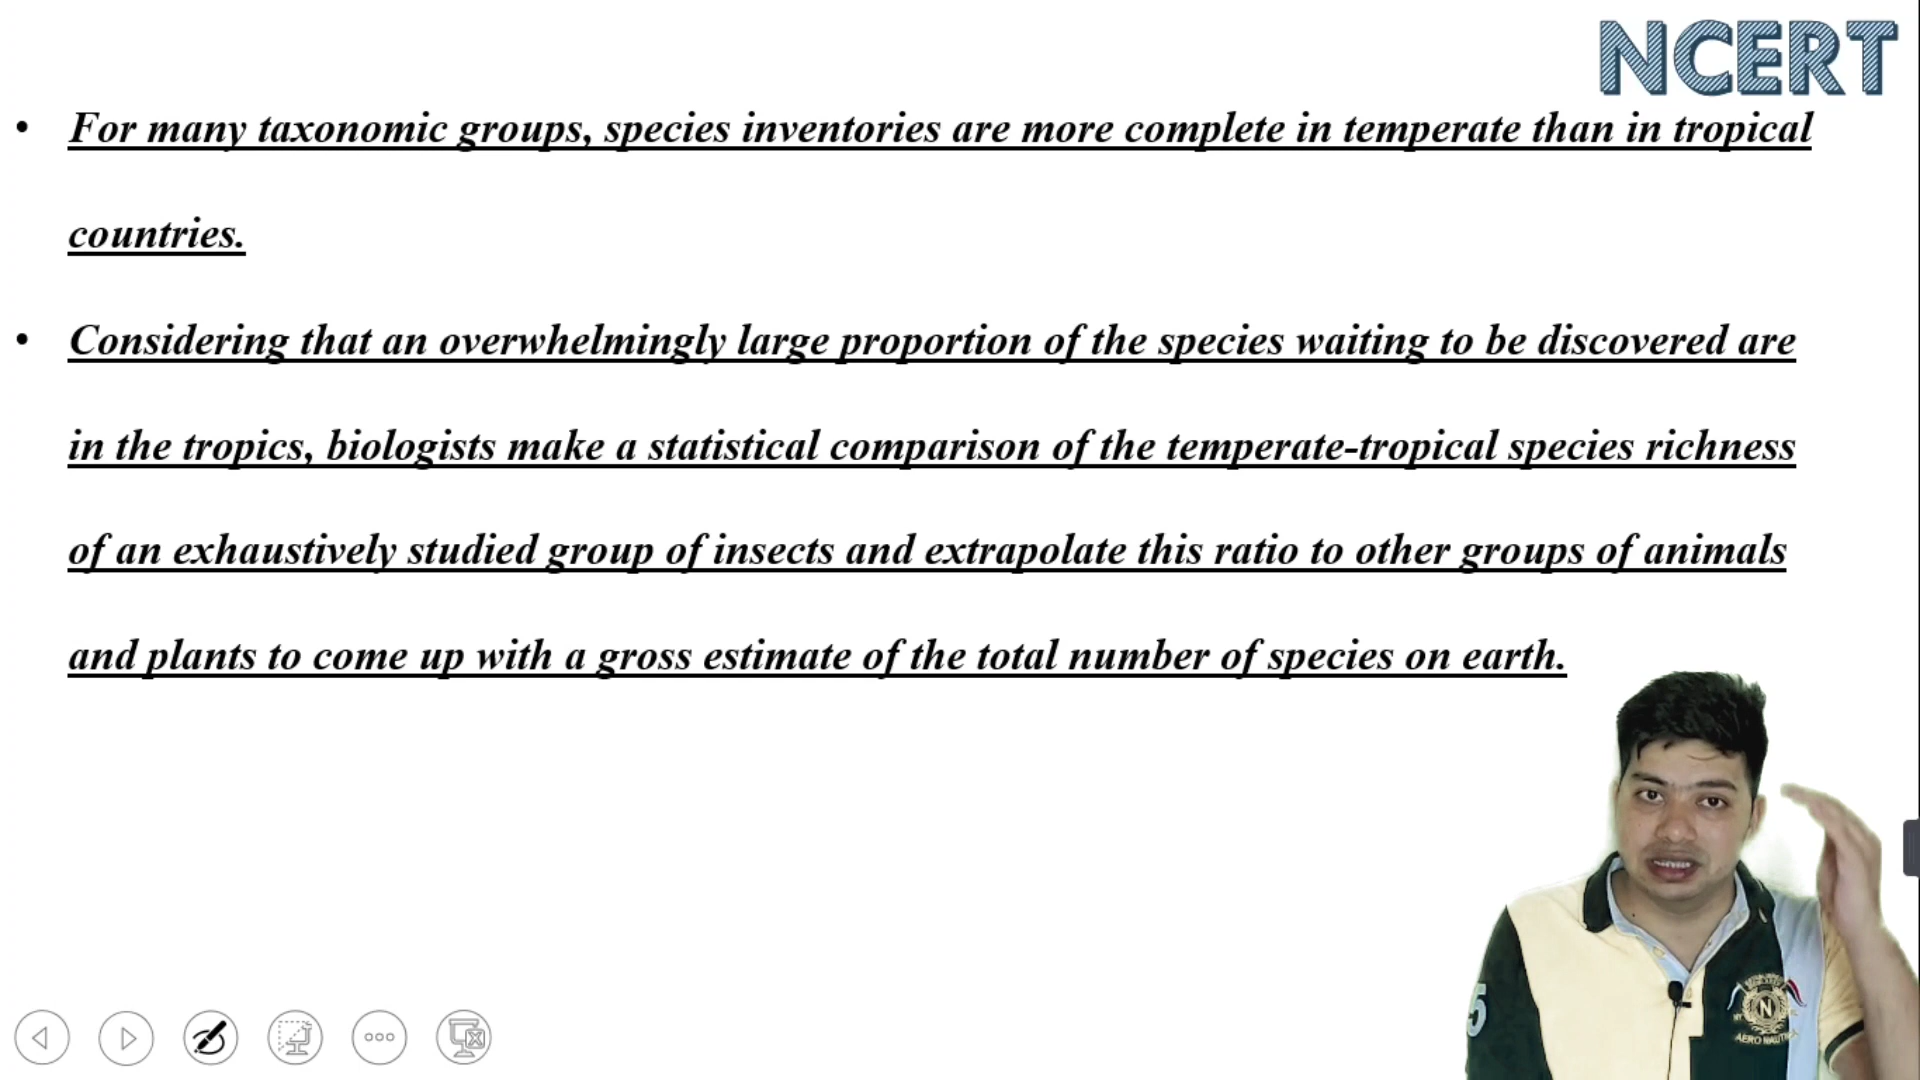 NCERT
• For many taxonomic groups, species inventories are more complete in temperate than in tropical
countries.
• Considering that an overwhelmingly large proportion of the species waiting to be discovered are
in the tropics, biologists make a statistical comparison of the temperate-tropical species richness
of an exhaustively studied group of insects and extrapolate this ratio to other groups of animals
and plants to come up with a gross estimate of the total number of species on earth.
5
N